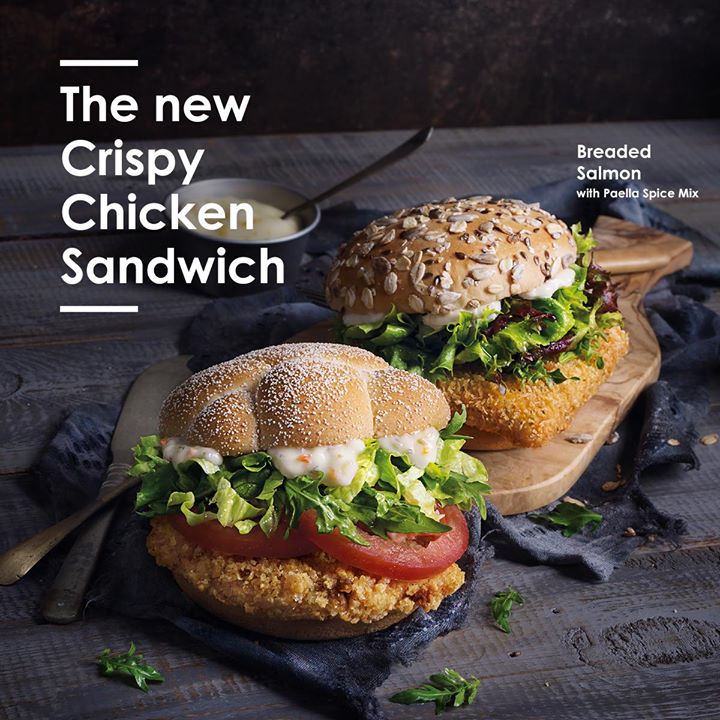 The new
Crispy
Chicken
Sandwich
Breaded
Salmon
with Paella Spice Mix